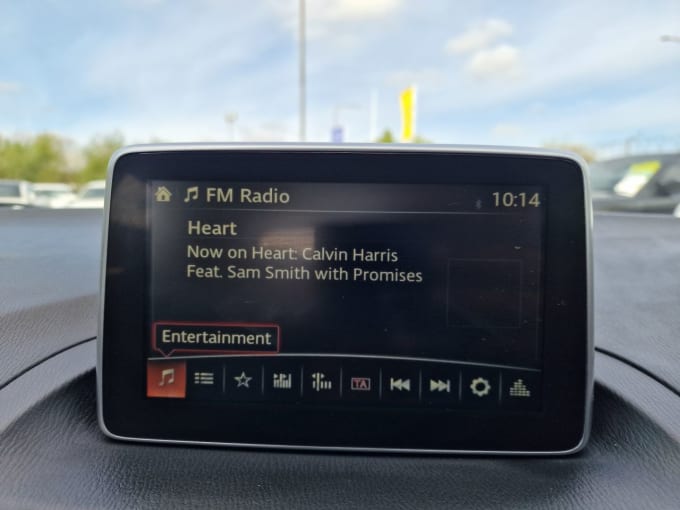 FM Radio 10:14
Heart
Now on Heart: Calvin Harris
Feat. Sam Smith with Promises
Entertainment
TA